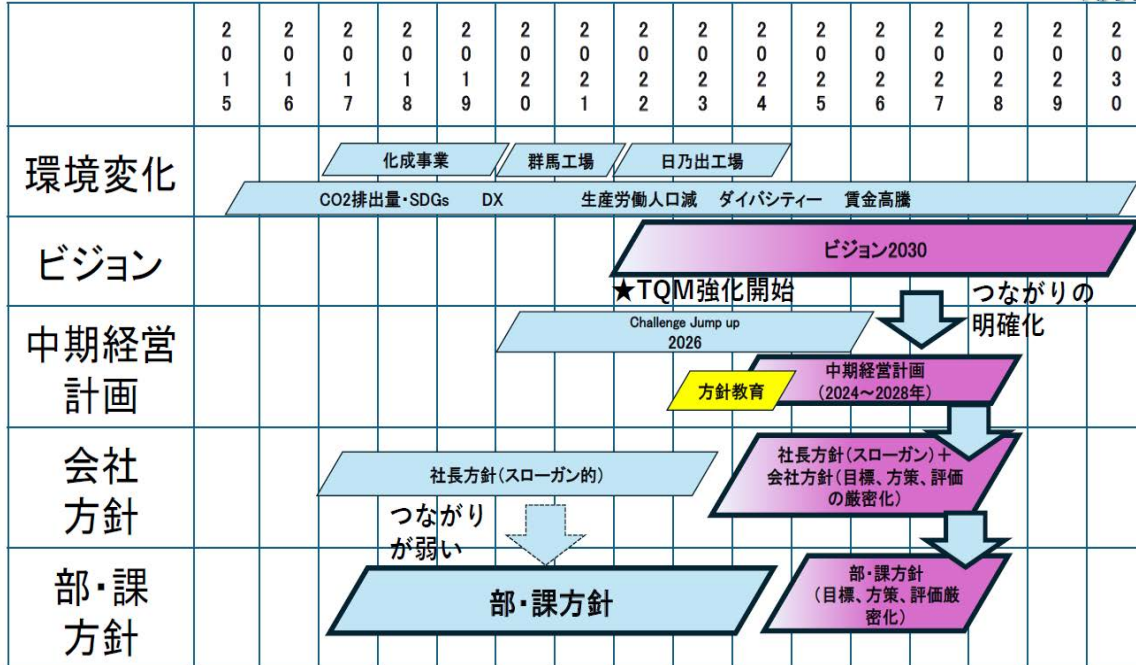 2015 2016 2017 2018 2019 2020 2021 2022 2023 2024 2025 2026 2027 2028 2029 2030
環境変化
化成事業 群馬工場 日乃出工場
CO2排出量・SDGs DX 生産労働人口減 ダイバシティー 賃金高騰
ビジョン
ビジョン2030
★TQM強化開始
つながりの
明確化
中期経営
計画
Challenge Jump up
2026
方針教育
中期経営計画
(2024～2028年)
会社
方針
社長方針(スローガン的)
社長方針(スローガン)＋
会社方針(目標、方策、評価
の厳密化)
つながり
が弱い
部・課
方針
部・課方針
部・課方針
(目標、方策、評価厳
密化)